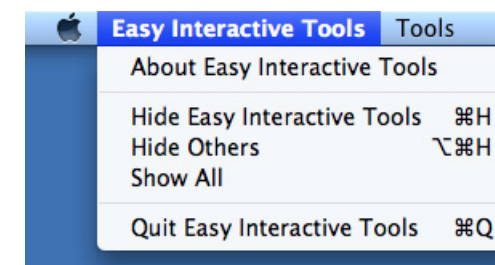 Easy Interactive Tools Tools
About Easy Interactive Tools
Hide Easy Interactive Tools ⌘H
Hide Others ⌥⌘H
Show All
Quit Easy Interactive Tools ⌘Q